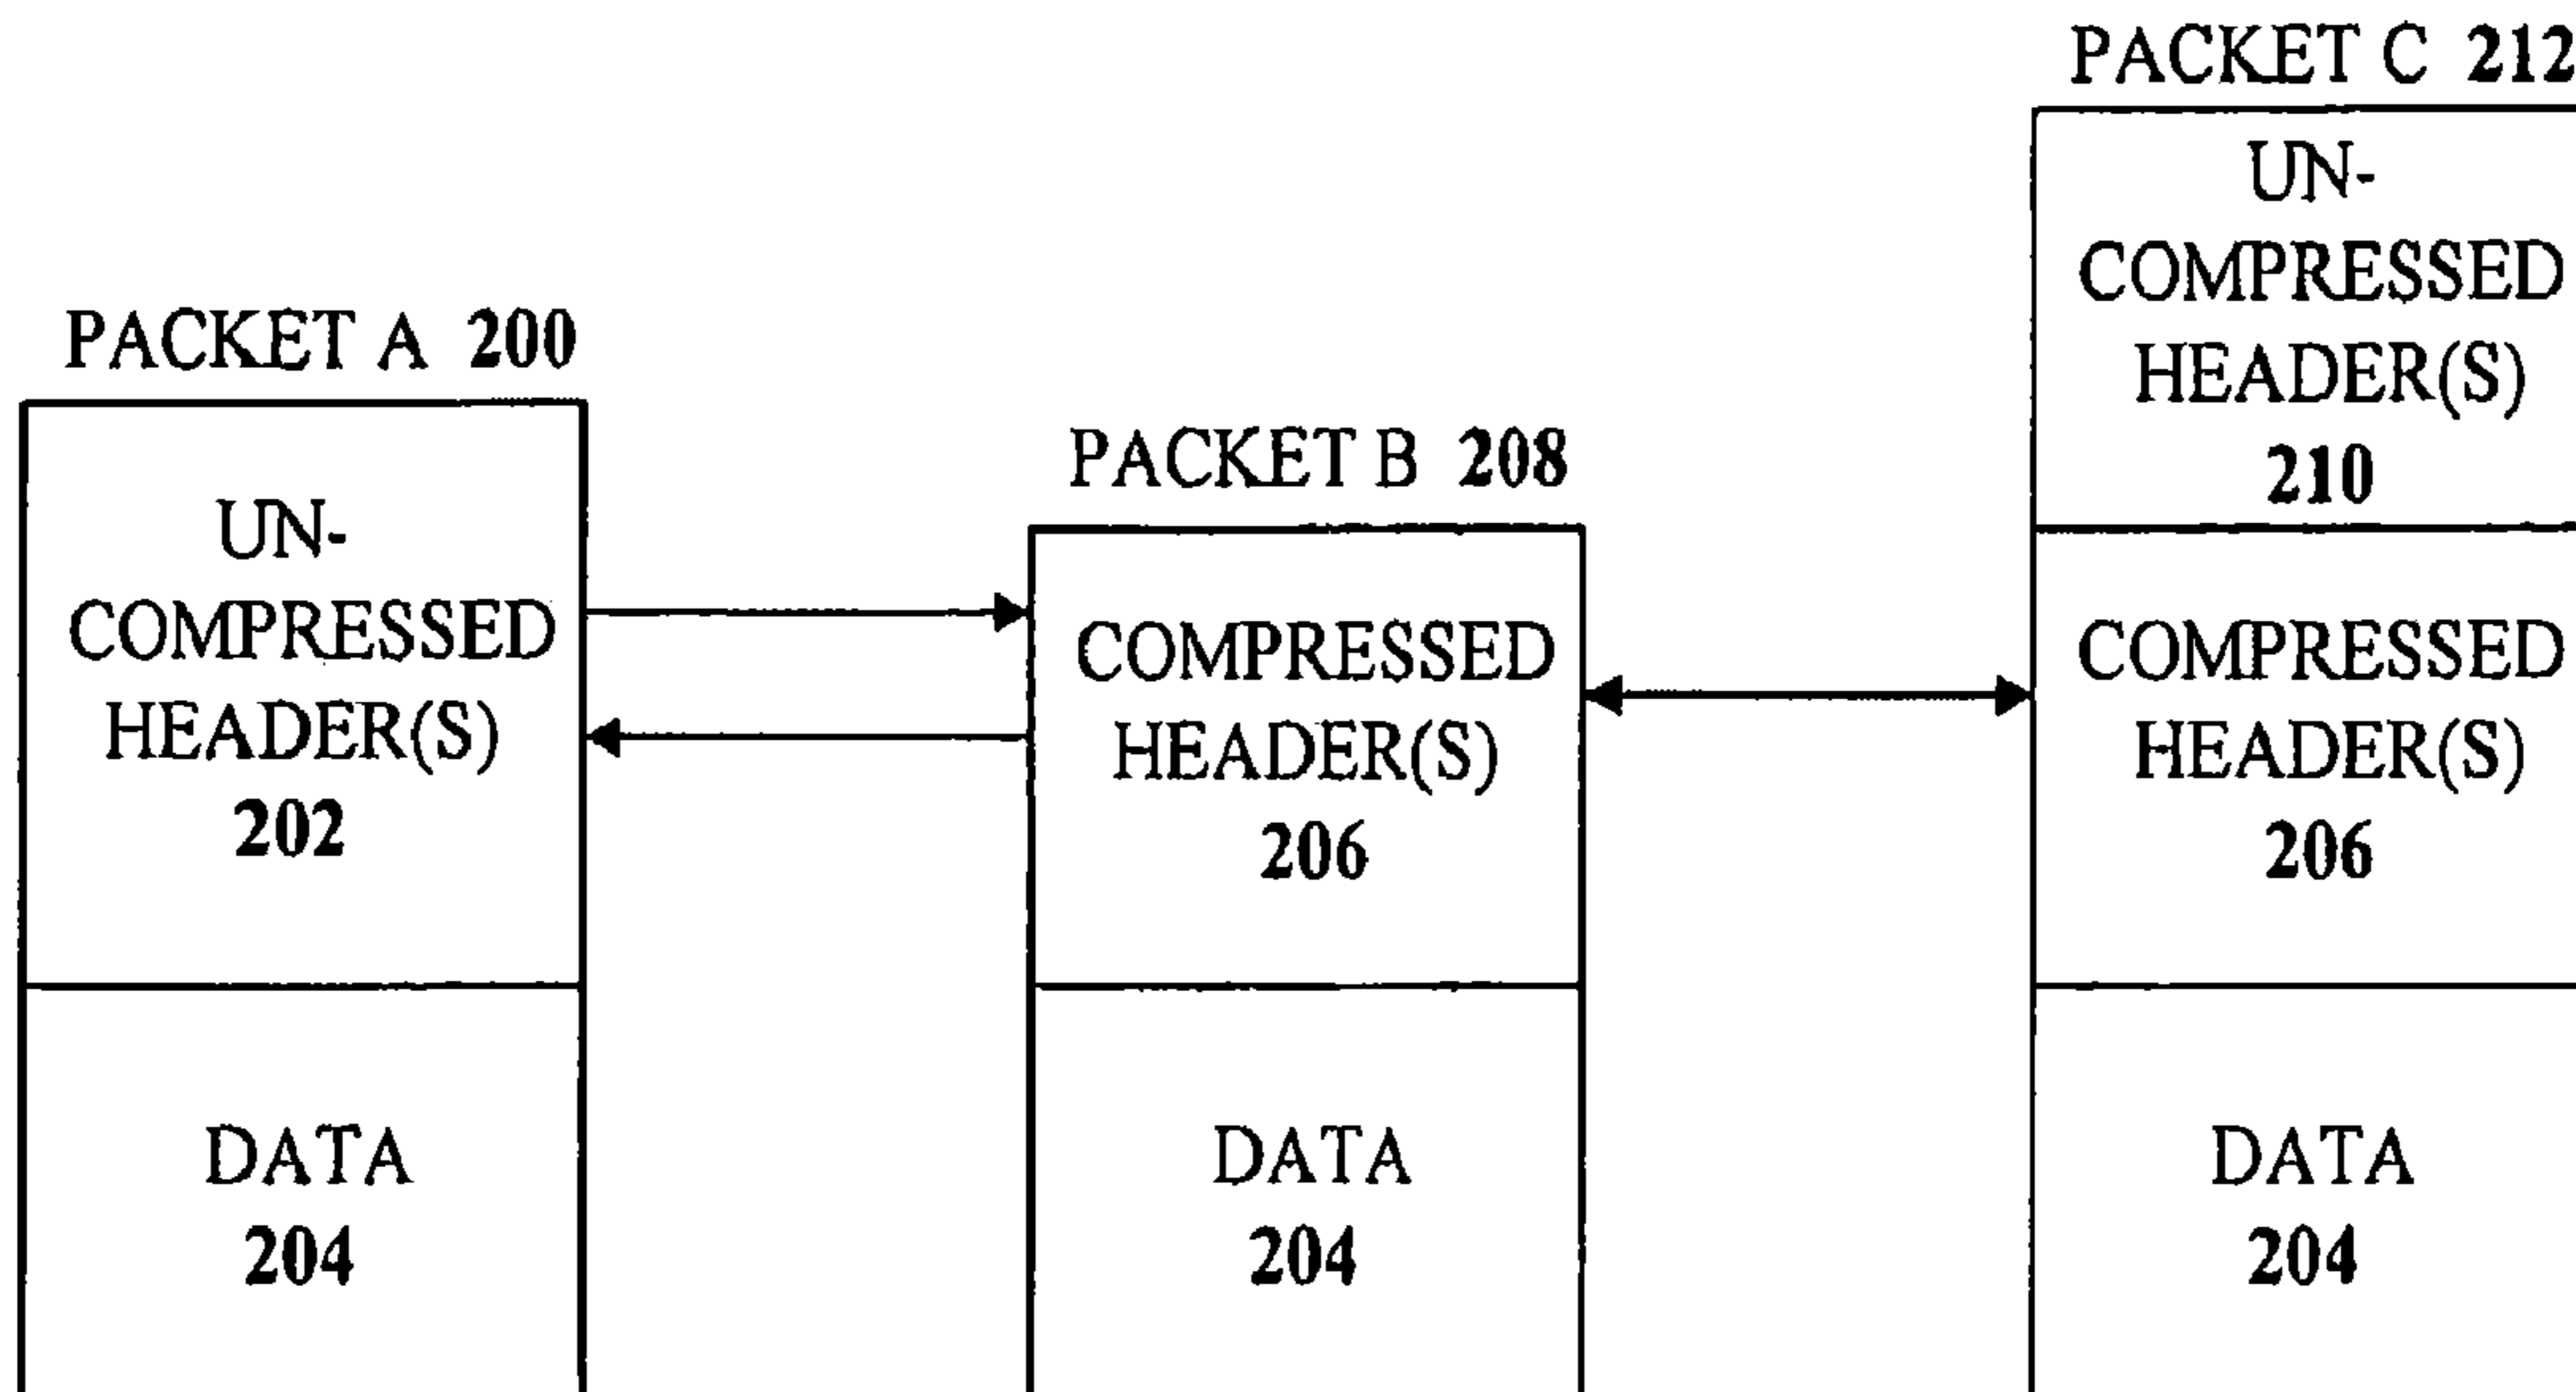 PACKET A 200
UN-
COMPRESSED
HEADER(S)
202
DATA
204
PACKET B 208
COMPRESSED
HEADER(S)
206
DATA
204
PACKET C 212
UN-
COMPRESSED
HEADER(S)
210
COMPRESSED
HEADER(S)
206
DATA
204